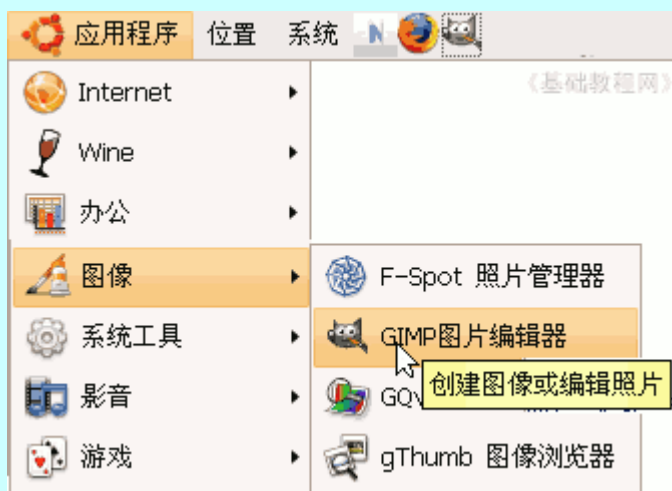 应用程序 位置 系统 N
《基础教程网》
Internet
Wine
办公
图像
F-Spot 照片管理器
系统工具
GIMP图片编辑器
创建图像或编辑照片
影音
游戏
gThumb 图像浏览器